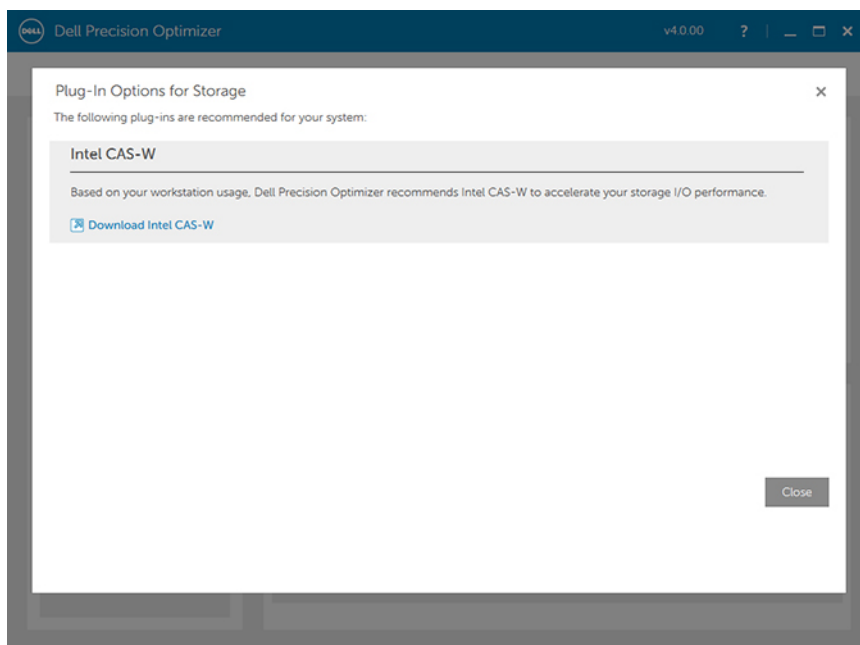 DELL Dell Precision Optimizer v4.0.00 ?
Plug-In Options for Storage
The following plug-ins are recommended for your system:
Intel CAS-W
Based on your workstation usage, Dell Precision Optimizer recommends Intel CAS-W to accelerate your storage I/O performance.
Download Intel CAS-W
Close